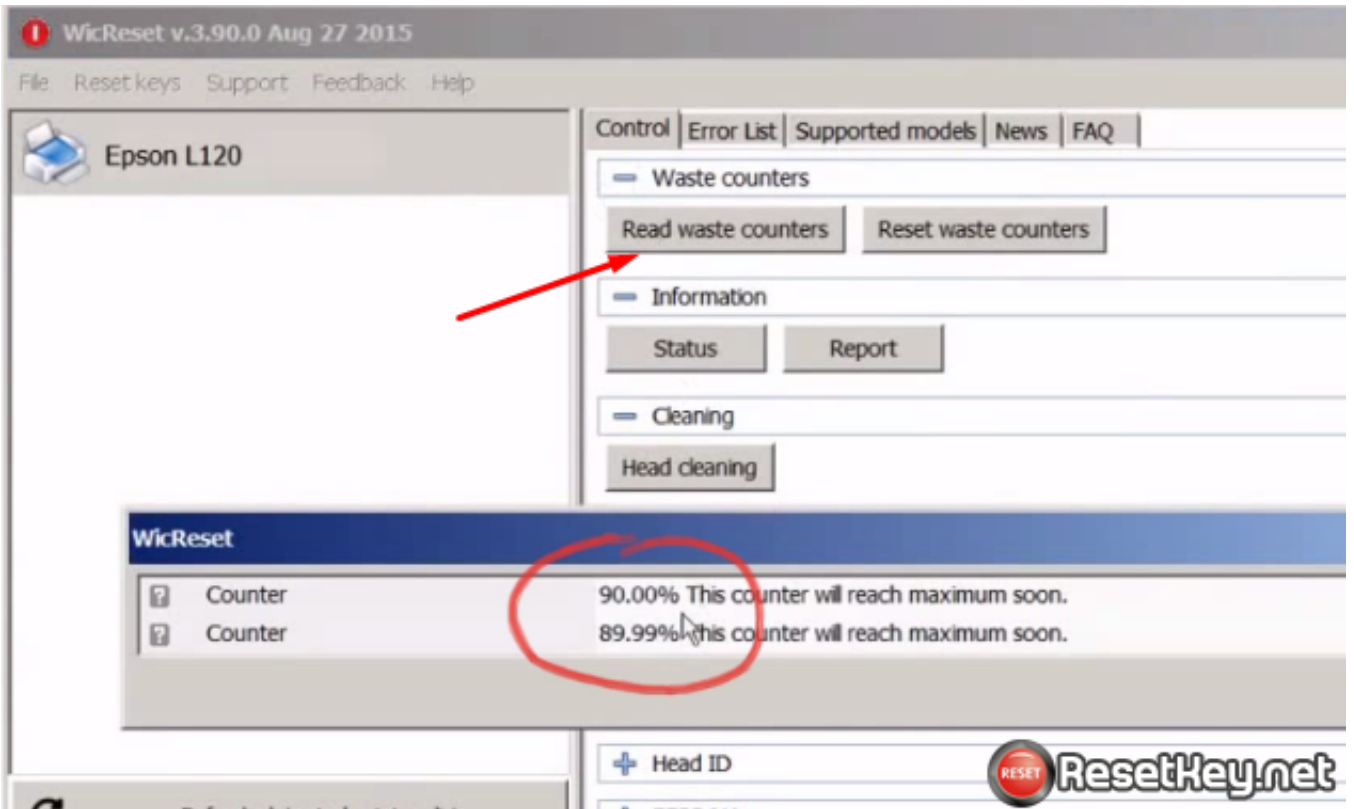 WicReset v.3.90.0 Aug 27 2015
File Reset keys Support Feedback Help
Epson L120
Control Error List Supported models News FAQ
Waste counters
Read waste counters Reset waste counters
Information
Status Report
Cleaning
Head cleaning
WicReset
Counter 90.00% This counter will reach maximum soon.
Counter 89.99% This counter will reach maximum soon.
Head ID
RESET ResetKey.net